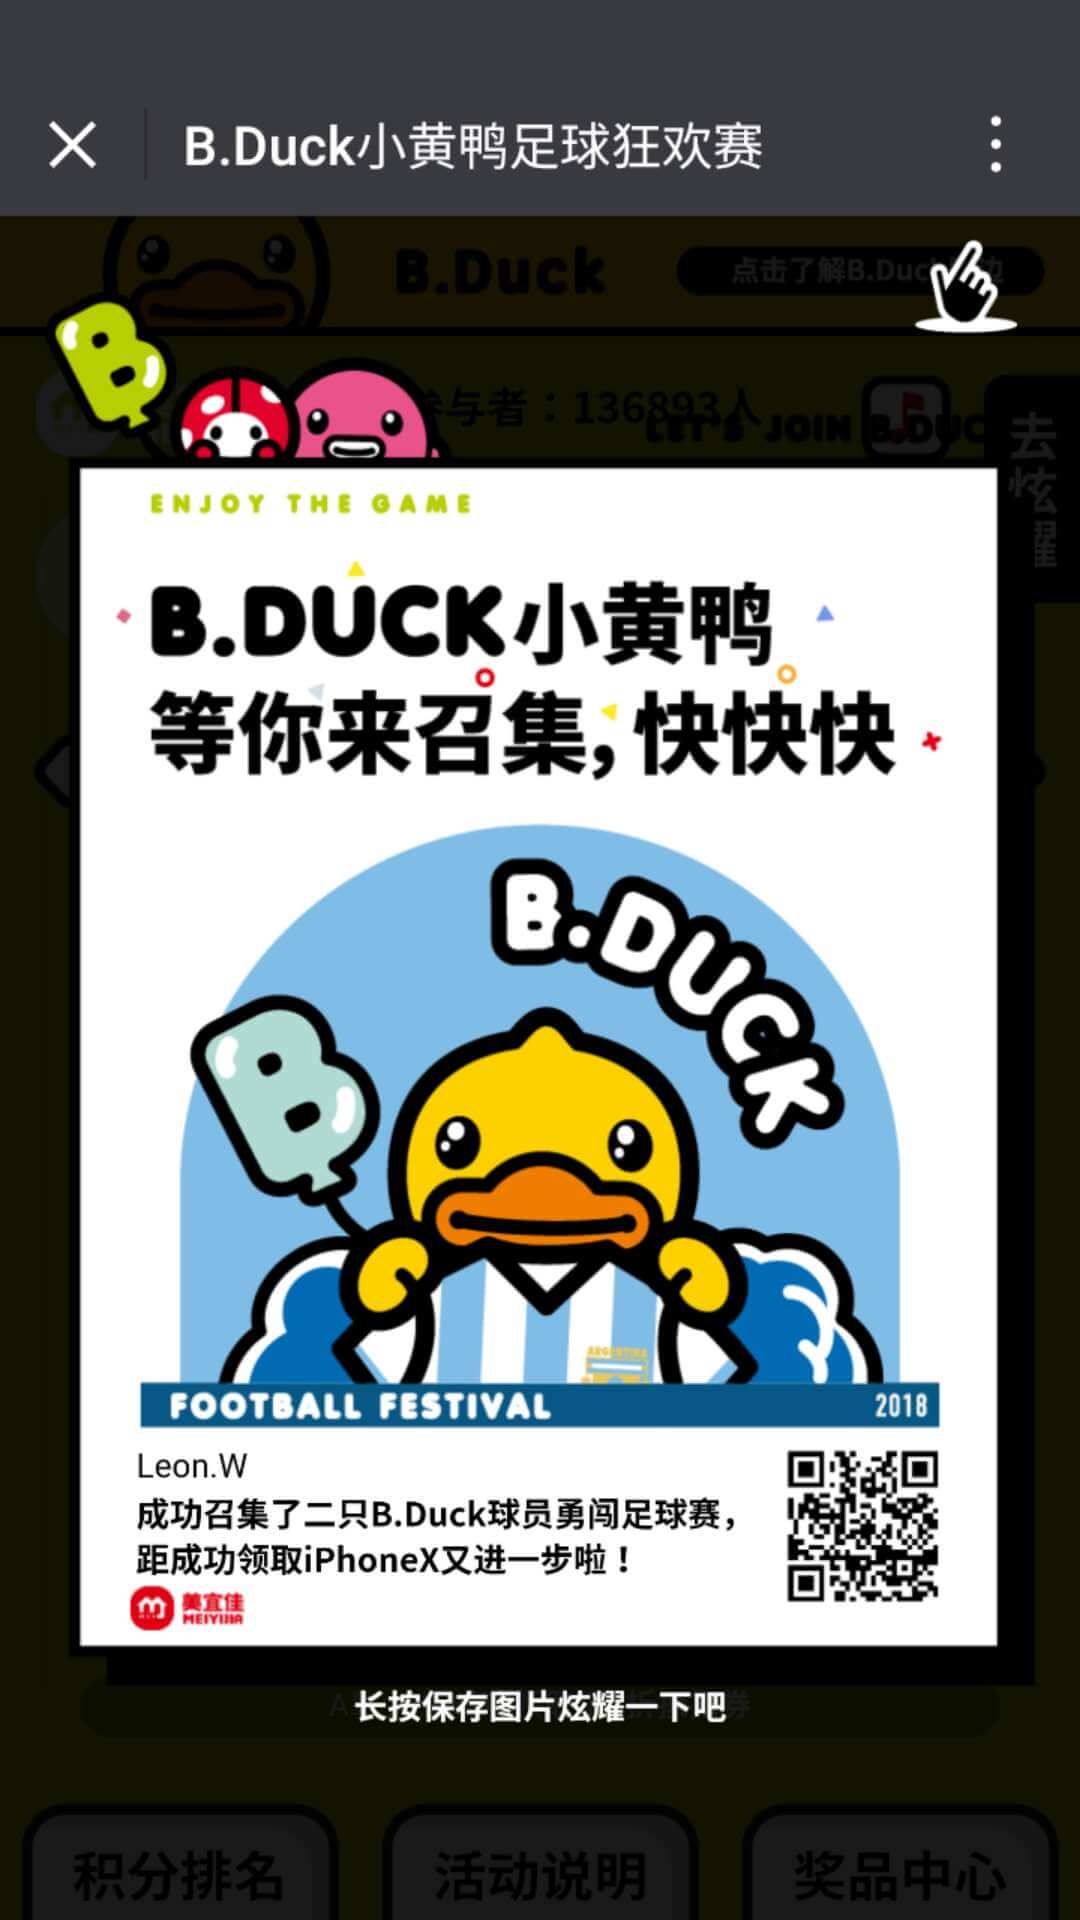 B.Duck小黄鸭足球狂欢赛
B.Duck
点击了解B.Duc
边
参与者：136893人
LET'S JOIN B.DUC
去炫耀
B
ENJOY THE GAME
B.DUCK小黄鸭
等你来召集，快快快
B.DUCK
B
ARGENTINA
FOOTBALL FESTIVAL
2018
Leon.W
成功召集了二只B.Duck球员勇闯足球赛，
距成功领取iPhoneX又进一步啦！
美宜佳
MEIYIJIA
长按保存图片炫耀一下吧
券
积分排名
活动说明
奖品中心